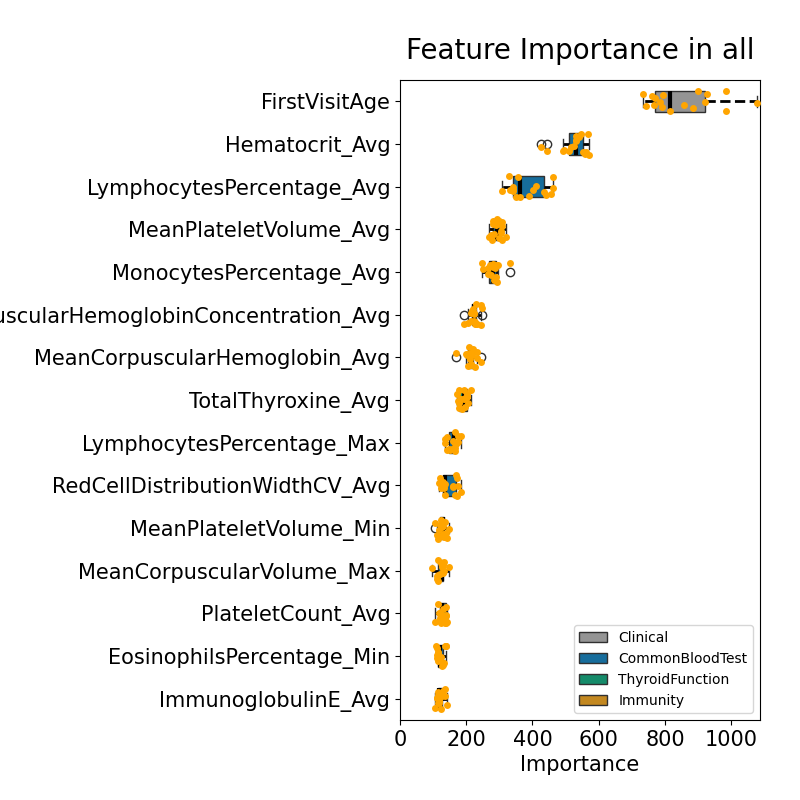 Feature Importance in all
FirstVisitAge
Hematocrit_Avg
LymphocytesPercentage_Avg
MeanPlateletVolume_Avg
MonocytesPercentage_Avg
uscularHemoglobinConcentration_Avg
MeanCorpuscularHemoglobin_Avg
TotalThyroxine_Avg
LymphocytesPercentage_Max
RedCellDistributionWidthCV_Avg
MeanPlateletVolume_Min
MeanCorpuscularVolume_Max
PlateletCount_Avg
EosinophilsPercentage_Min
ImmunoglobulinE_Avg
Clinical
CommonBloodTest
ThyroidFunction
Immunity
0 200 400 600 800 1000
Importance